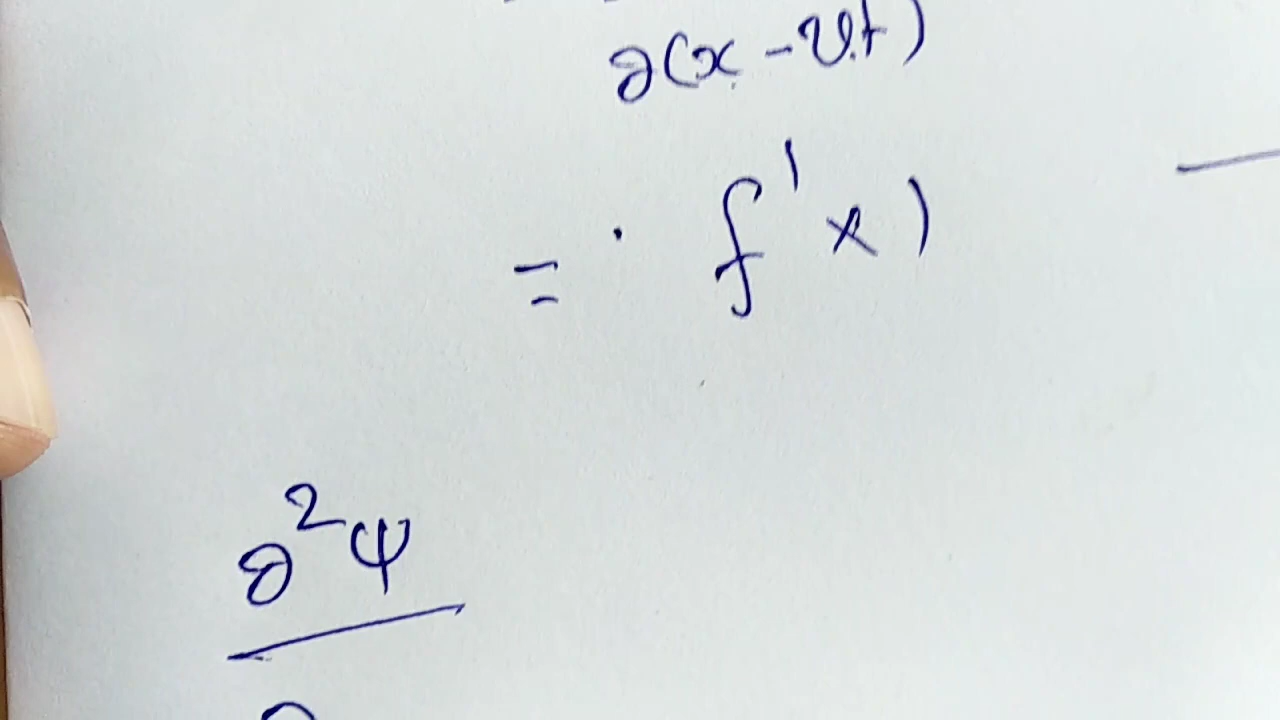 ∂(x - vt)
= · f'x)
∂²ψ